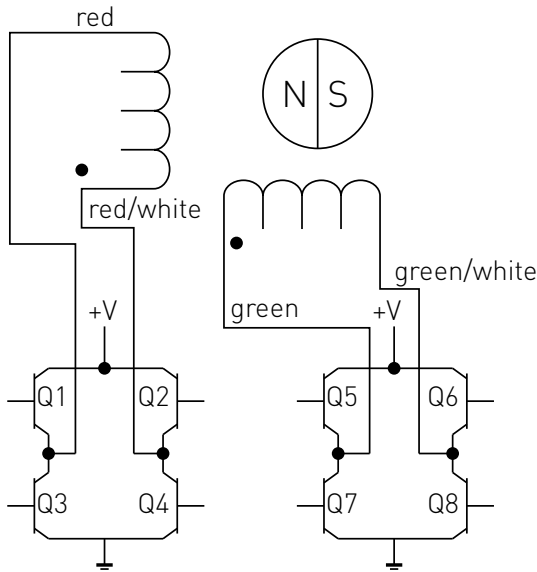 red
N S
red/white
green/white
green
+V
+V
Q1
Q2
Q5
Q6
Q3
Q4
Q7
Q8